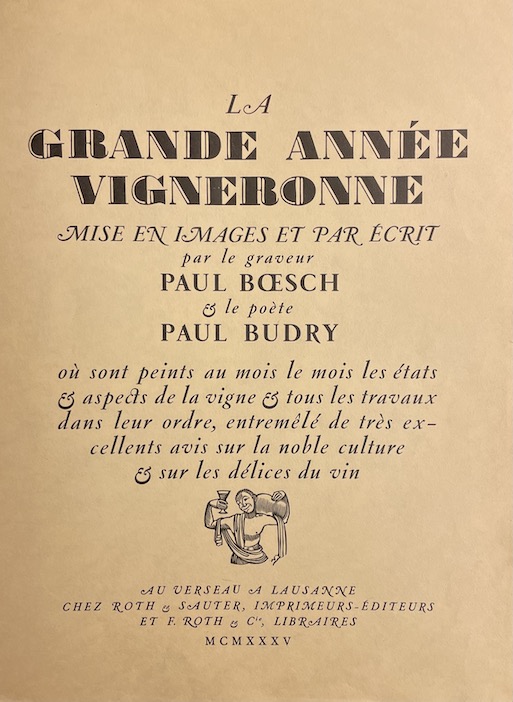 LA
GRANDE ANNÉE
VIGNERONNE
MISE EN IMAGES ET PAR ÉCRIT
par le graveur
PAUL BŒSCH
& le poète
PAUL BUDRY
où sont peints au mois le mois les états
& aspects de la vigne & tous les travaux
dans leur ordre, entremêlé de très ex-
cellents avis sur la noble culture
& sur les délices du vin
AU VERSEAU A LAUSANNE
CHEZ ROTH & SAUTER, IMPRIMEURS-ÉDITEURS
ET F. ROTH & Cie, LIBRAIRES
MCMXXXV